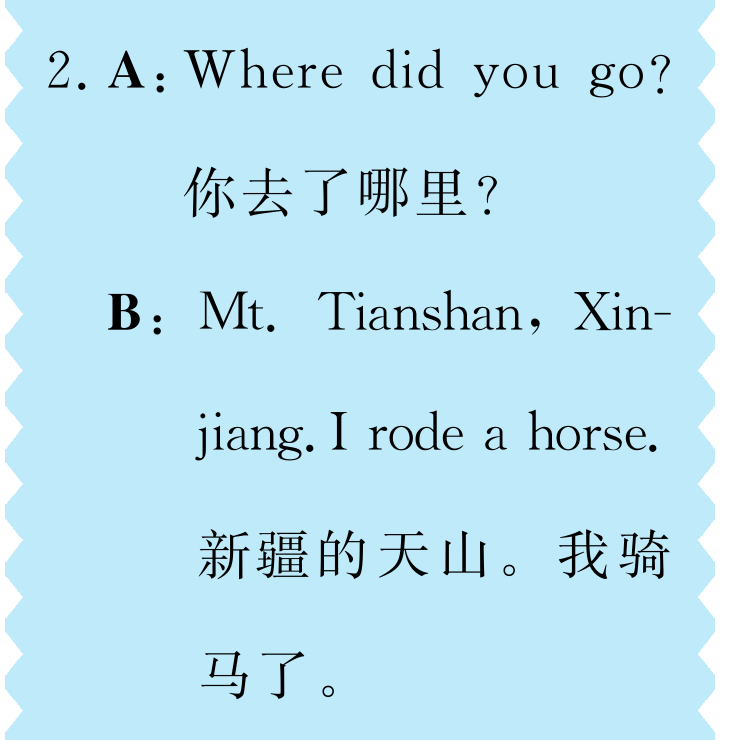 2. A: Where did you go?
你去了哪里?
B: Mt. Tianshan, Xin-
jiang. I rode a horse.
新疆的天山。我骑
马了。